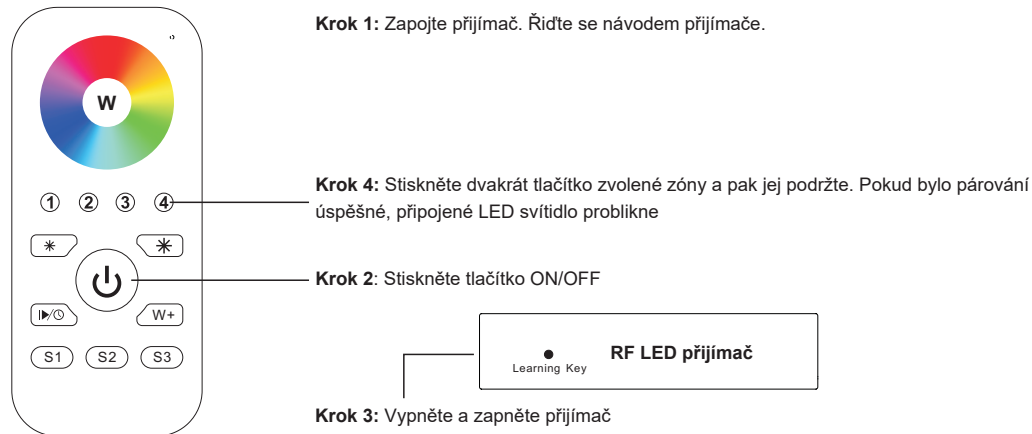 Krok 1: Zapojte přijímač. Řiďte se návodem přijímače.
W
Krok 4: Stiskněte dvakrát tlačítko zvolené zóny a pak jej podržte. Pokud bylo párování
úspěšné, připojené LED svítidlo problikne
1 2 3 4
Krok 2: Stiskněte tlačítko ON/OFF
W+
S1 S2 S3
RF LED přijímač
Learning Key
Krok 3: Vypněte a zapněte přijímač